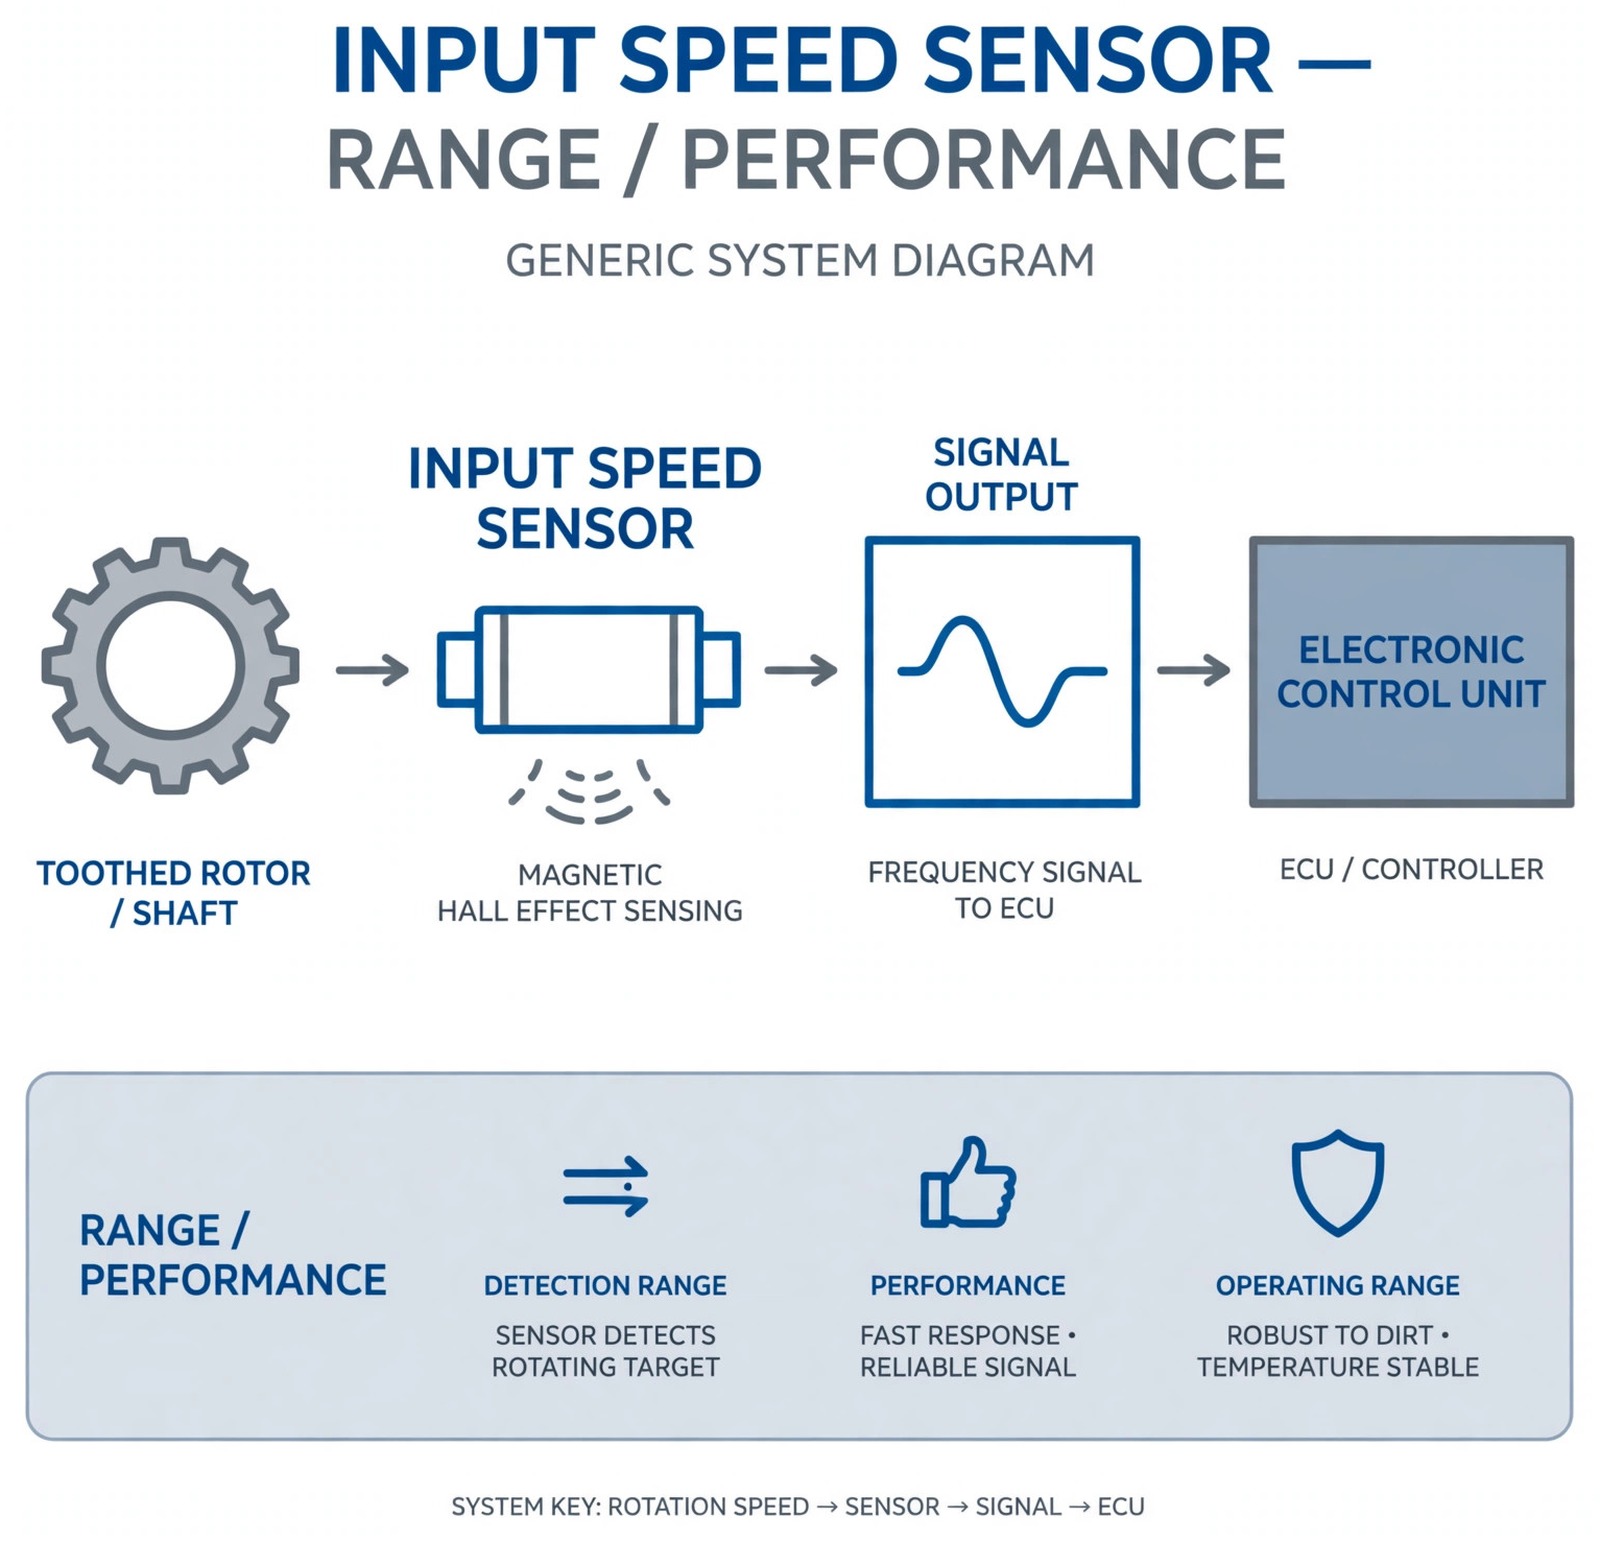 INPUT SPEED SENSOR —
RANGE / PERFORMANCE
GENERIC SYSTEM DIAGRAM
INPUT SPEED
SENSOR
SIGNAL
OUTPUT
ELECTRONIC
CONTROL UNIT
TOOTHED ROTOR
/ SHAFT
MAGNETIC
HALL EFFECT SENSING
FREQUENCY SIGNAL
TO ECU
ECU / CONTROLLER
RANGE /
PERFORMANCE
DETECTION RANGE
SENSOR DETECTS
ROTATING TARGET
PERFORMANCE
FAST RESPONSE •
RELIABLE SIGNAL
OPERATING RANGE
ROBUST TO DIRT •
TEMPERATURE STABLE
SYSTEM KEY: ROTATION SPEED → SENSOR → SIGNAL → ECU